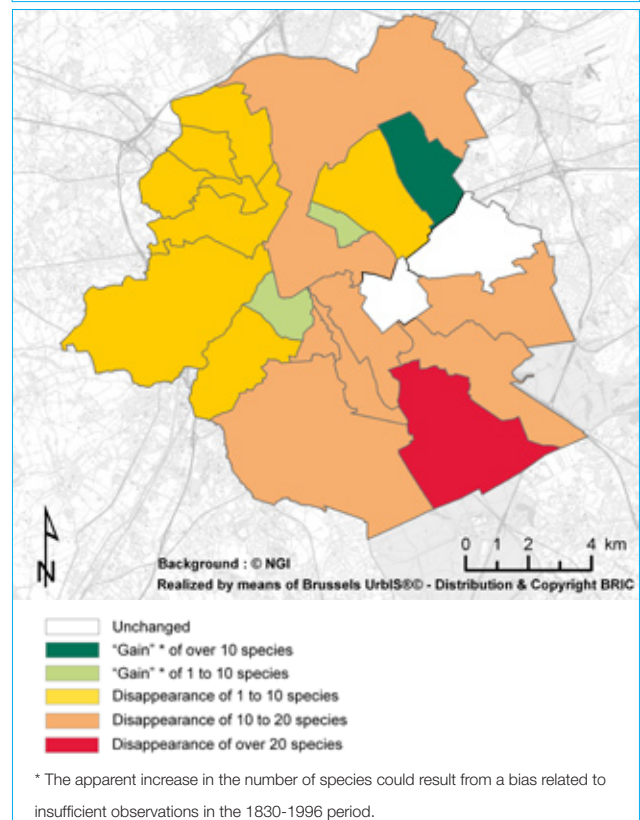 N
0 1 2 4 km
Background : © NGI
Realized by means of Brussels UrbIS®© - Distribution & Copyright BRIC
Unchanged
"Gain" * of over 10 species
"Gain" * of 1 to 10 species
Disappearance of 1 to 10 species
Disappearance of 10 to 20 species
Disappearance of over 20 species
* The apparent increase in the number of species could result from a bias related to
insufficient observations in the 1830-1996 period.